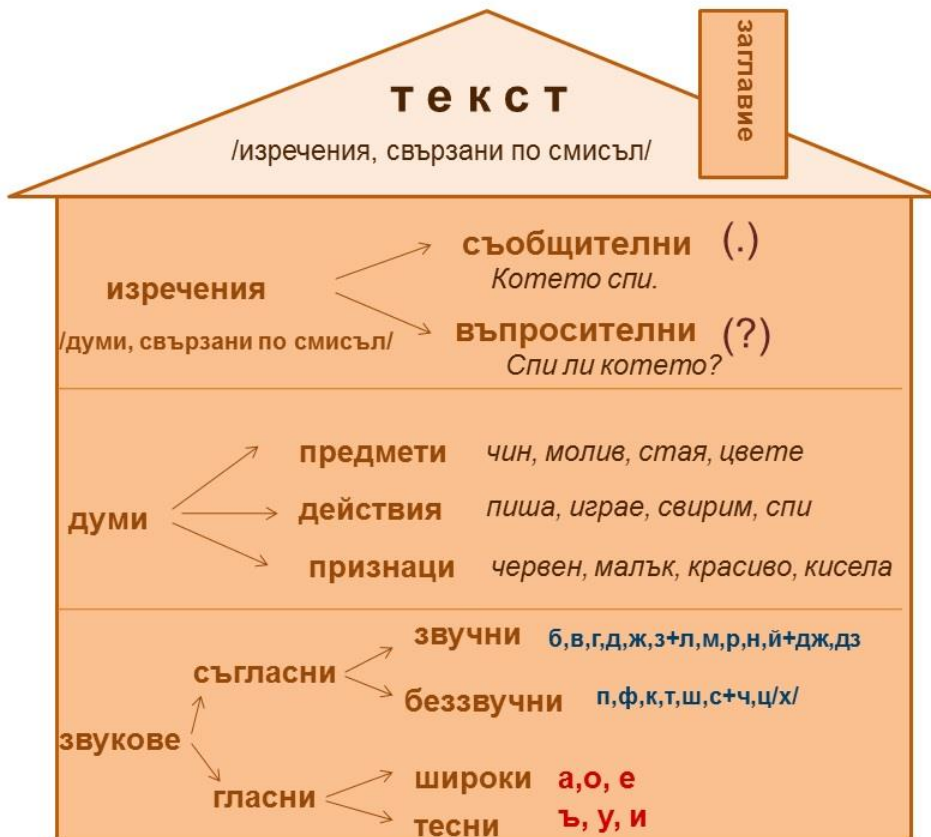 заглавие
текст
/изречения, свързани по смисъл/
съобщителни (.)
Котето спи.
изречения
/думи, свързани по смисъл/
въпросителни (?)
Спи ли котето?
предмети чин, молив, стая, цвете
думи
действия пиша, играе, свирим, спи
признаци червен, малък, красиво, кисела
звучни б,в,г,д,ж,з+л,м,р,н,й+дж,дз
съгласни
беззвучни п,ф,к,т,ш,с+ч,ц/х/
звукове
гласни
широки а,о, е
тесни ъ, у, и